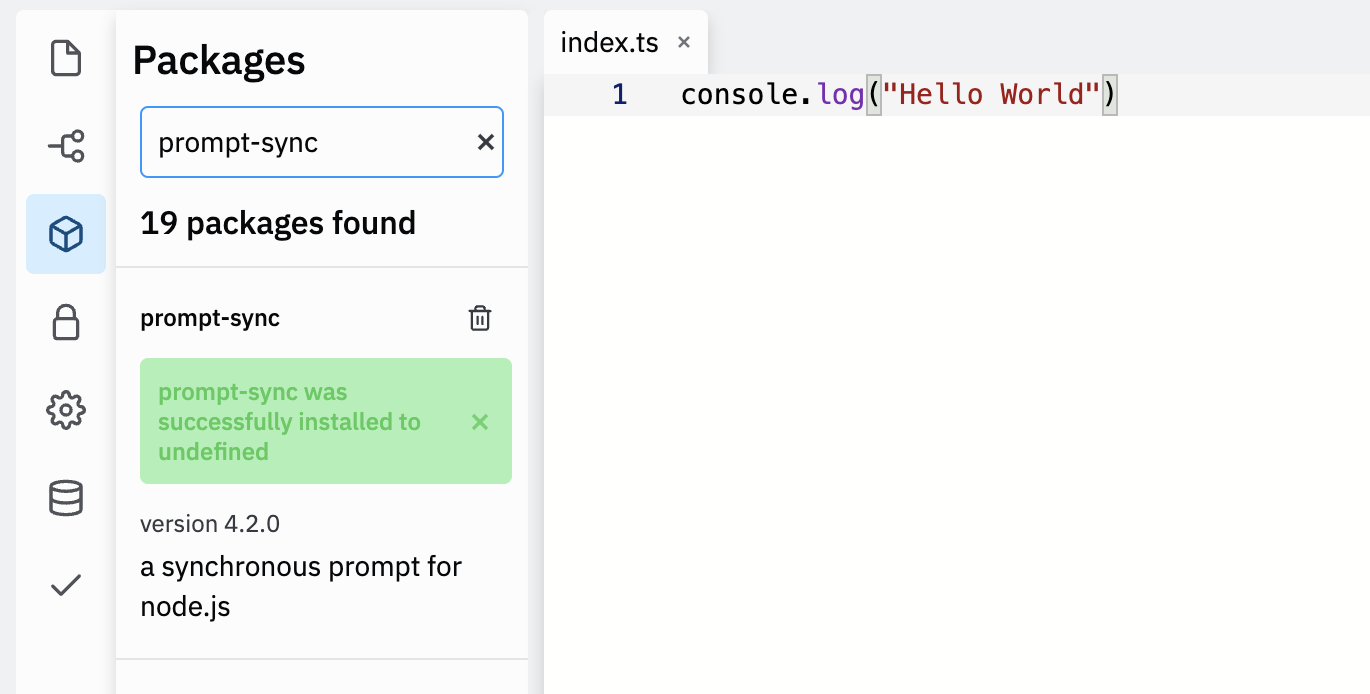 Packages
prompt-sync
19 packages found
prompt-sync
prompt-sync was
successfully installed to
undefined
version 4.2.0
a synchronous prompt for
node.js
index.ts
1 console.log("Hello World")